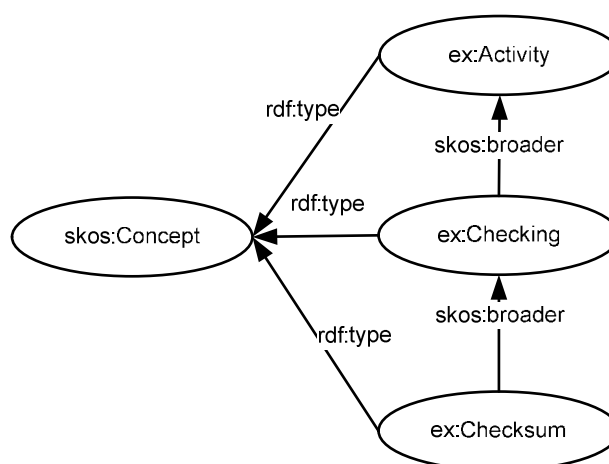 ex:Activity
rdf:type
skos:broader
rdf:type
skos:Concept
ex:Checking
skos:broader
rdf:type
ex:Checksum